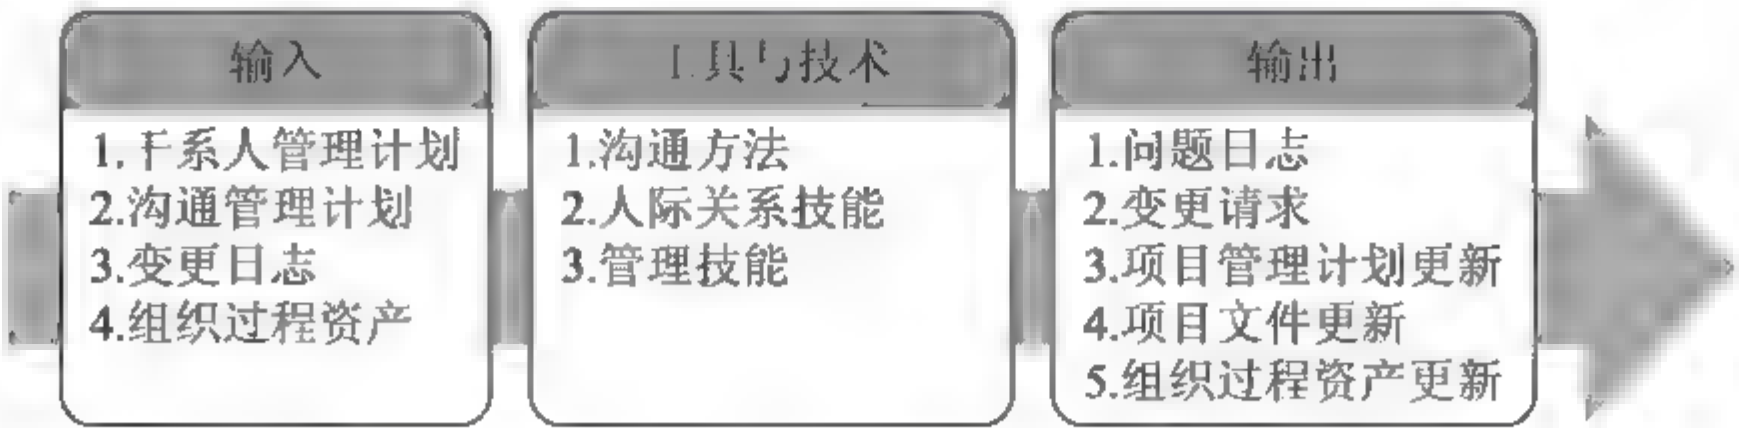 输入
1.干系人管理计划
2.沟通管理计划
3.变更日志
4.组织过程资产
工具与技术
1.沟通方法
2.人际关系技能
3.管理技能
输出
1.问题日志
2.变更请求
3.项目管理计划更新
4.项目文件更新
5.组织过程资产更新